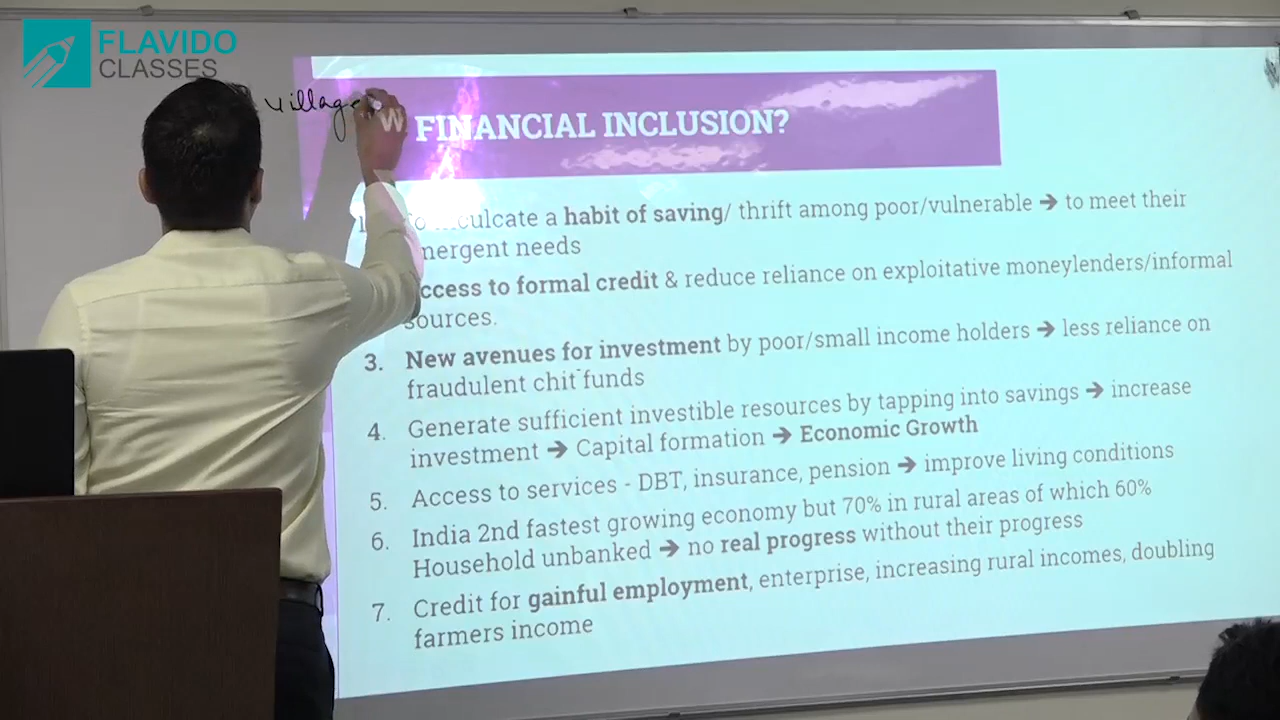 FLAVIDO
CLASSES
Village
W FINANCIAL INCLUSION?
inculcate a habit of saving/ thrift among poor/vulnerable ➔ to meet their
emergent needs
Access to formal credit & reduce reliance on exploitative moneylenders/informal
sources.
3. New avenues for investment by poor/small income holders ➔ less reliance on
fraudulent chit funds
4. Generate sufficient investible resources by tapping into savings ➔ increase
investment ➔ Capital formation ➔ Economic Growth
5. Access to services - DBT, insurance, pension ➔ improve living conditions
6. India 2nd fastest growing economy but 70% in rural areas of which 60%
Household unbanked ➔ no real progress without their progress
7. Credit for gainful employment, enterprise, increasing rural incomes, doubling
farmers income